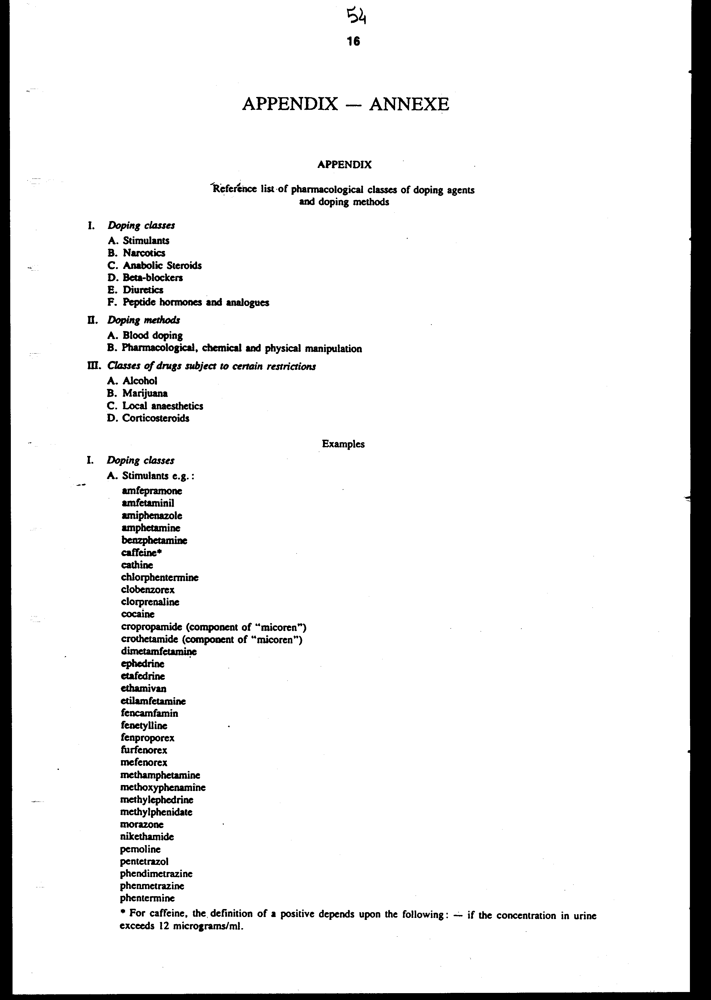 54
16
APPENDIX — ANNEXE
APPENDIX
Reference list of pharmacological classes of doping agents
and doping methods
I. Doping classes
A. Stimulants
B. Narcotics
C. Anabolic Steroids
D. Beta-blockers
E. Diuretics
F. Peptide hormones and analogues
II. Doping methods
A. Blood doping
B. Pharmacological, chemical and physical manipulation
III. Classes of drugs subject to certain restrictions
A. Alcohol
B. Marijuana
C. Local anaesthetics
D. Corticosteroids
Examples
I. Doping classes
A. Stimulants e.g. :
amfepramone
amfetaminil
amiphenazole
amphetamine
benzphetamine
caffeine*
cathine
chlorphentermine
clobenzorex
clorprenaline
cocaine
cropropamide (component of “micoren”)
crothetamide (component of “micoren”)
dimetamfetamine
ephedrine
etafedrine
ethamivan
etilamfetamine
fencamfamin
fenetylline
fenproporex
furfenorex
mefenorex
methamphetamine
methoxyphenamine
methylephedrine
methylphenidate
morazone
nikethamide
pemoline
pentetrazol
phendimetrazine
phenmetrazine
phentermine
* For caffeine, the definition of a positive depends upon the following : — if the concentration in urine
exceeds 12 micrograms/ml.